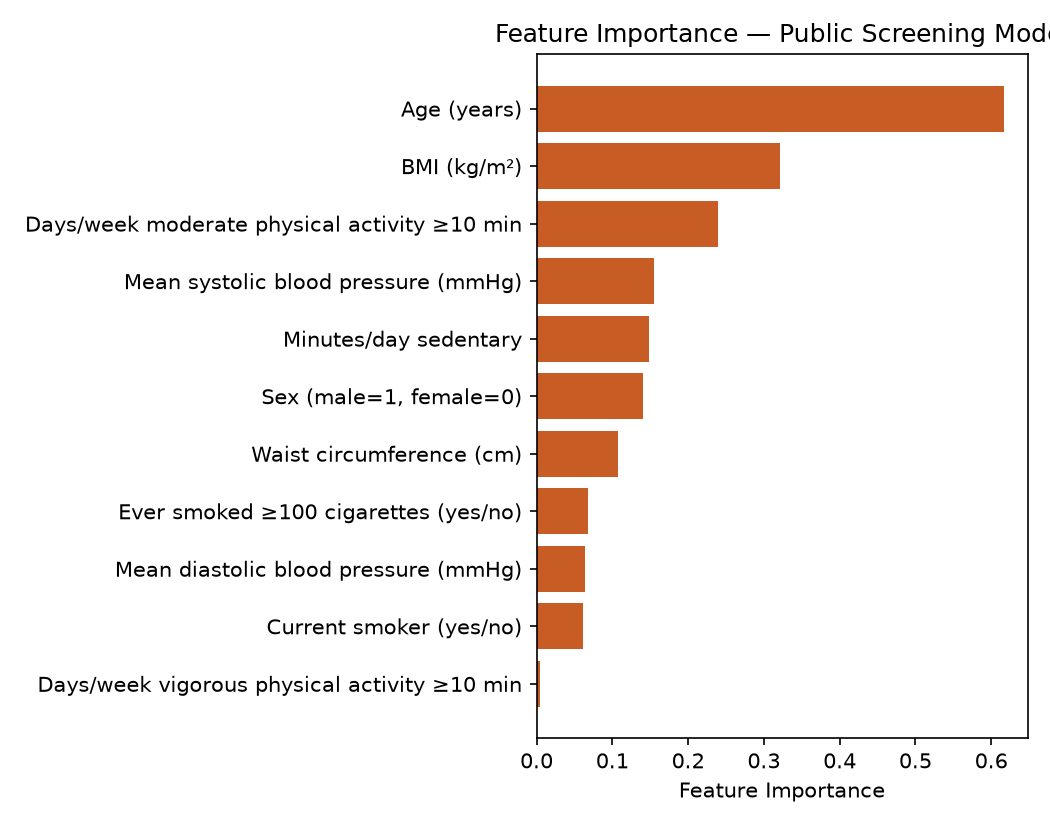 Feature Importance — Public Screening Mode
Age (years)
BMI (kg/m²)
Days/week moderate physical activity ≥10 min
Mean systolic blood pressure (mmHg)
Minutes/day sedentary
Sex (male=1, female=0)
Waist circumference (cm)
Ever smoked ≥100 cigarettes (yes/no)
Mean diastolic blood pressure (mmHg)
Current smoker (yes/no)
Days/week vigorous physical activity ≥10 min
0.0 0.1 0.2 0.3 0.4 0.5 0.6
Feature Importance